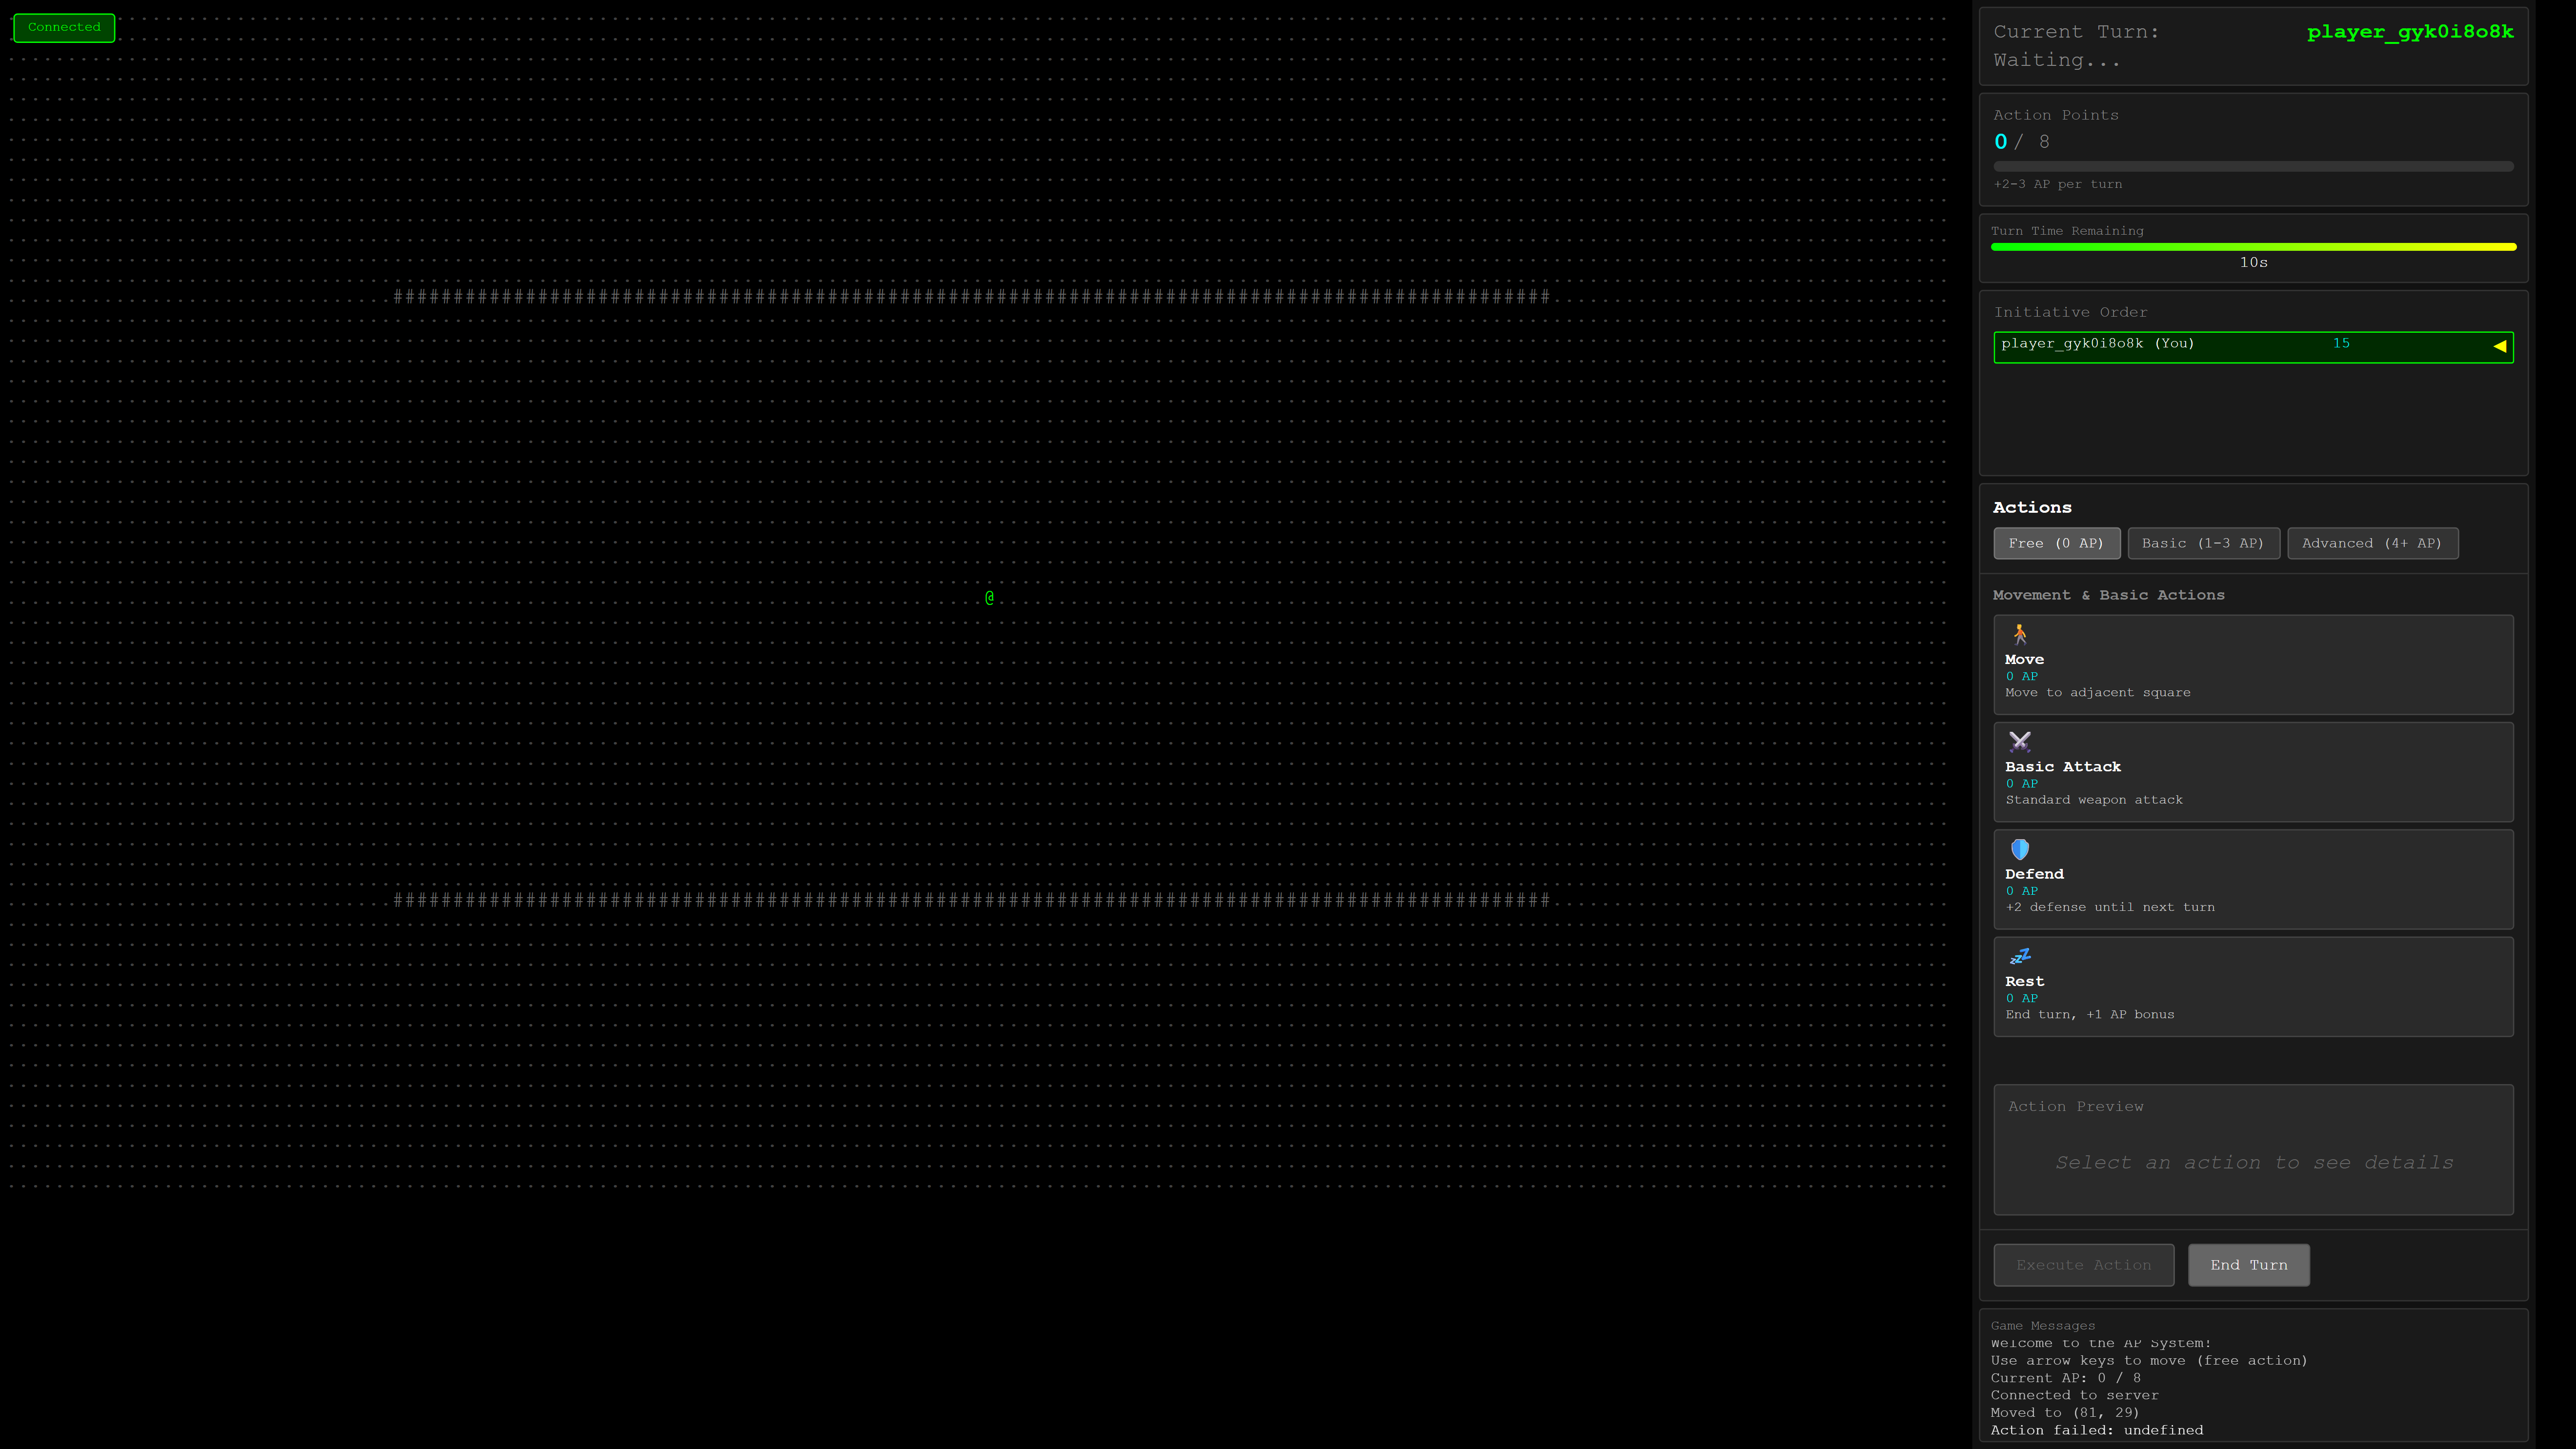 Connected
Current Turn: player_gyk0i8o8k
Waiting...
Action Points
0 / 8
+2-3 AP per turn
Turn Time Remaining
10s
Initiative Order
player_gyk0i8o8k (You) 15 ◀
Actions
Free (0 AP) Basic (1-3 AP) Advanced (4+ AP)
Movement & Basic Actions
Move
0 AP
Move to adjacent square
Basic Attack
0 AP
Standard weapon attack
Defend
0 AP
+2 defense until next turn
Rest
0 AP
End turn, +1 AP bonus
Action Preview
Select an action to see details
Execute Action End Turn
Game Messages
Welcome to the AP System!
Use arrow keys to move (free action)
Current AP: 0 / 8
Connected to server
Moved to (81, 29)
Action failed: undefined
@